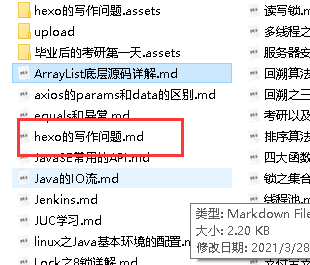 hexo的写作问题.assets
upload
毕业后的考研第一天.assets
ArrayList底层源码详解.md
axios的params和data的区别.md
equals和异常.md
hexo的写作问题.md
JavaSE常用的API.md
Java的IO流.md
Jenkins.md
JUC学习.md
linux之Java基本环境的配置.md
Lock之8锁详解.md
读写锁.m
多线程之
服务器安
回溯算法
回溯之三
考研以及
排序算法
四大函数
锁之集合
线程池.m
类型: Markdown File
大小: 2.20 KB
修改日期: 2021/3/28